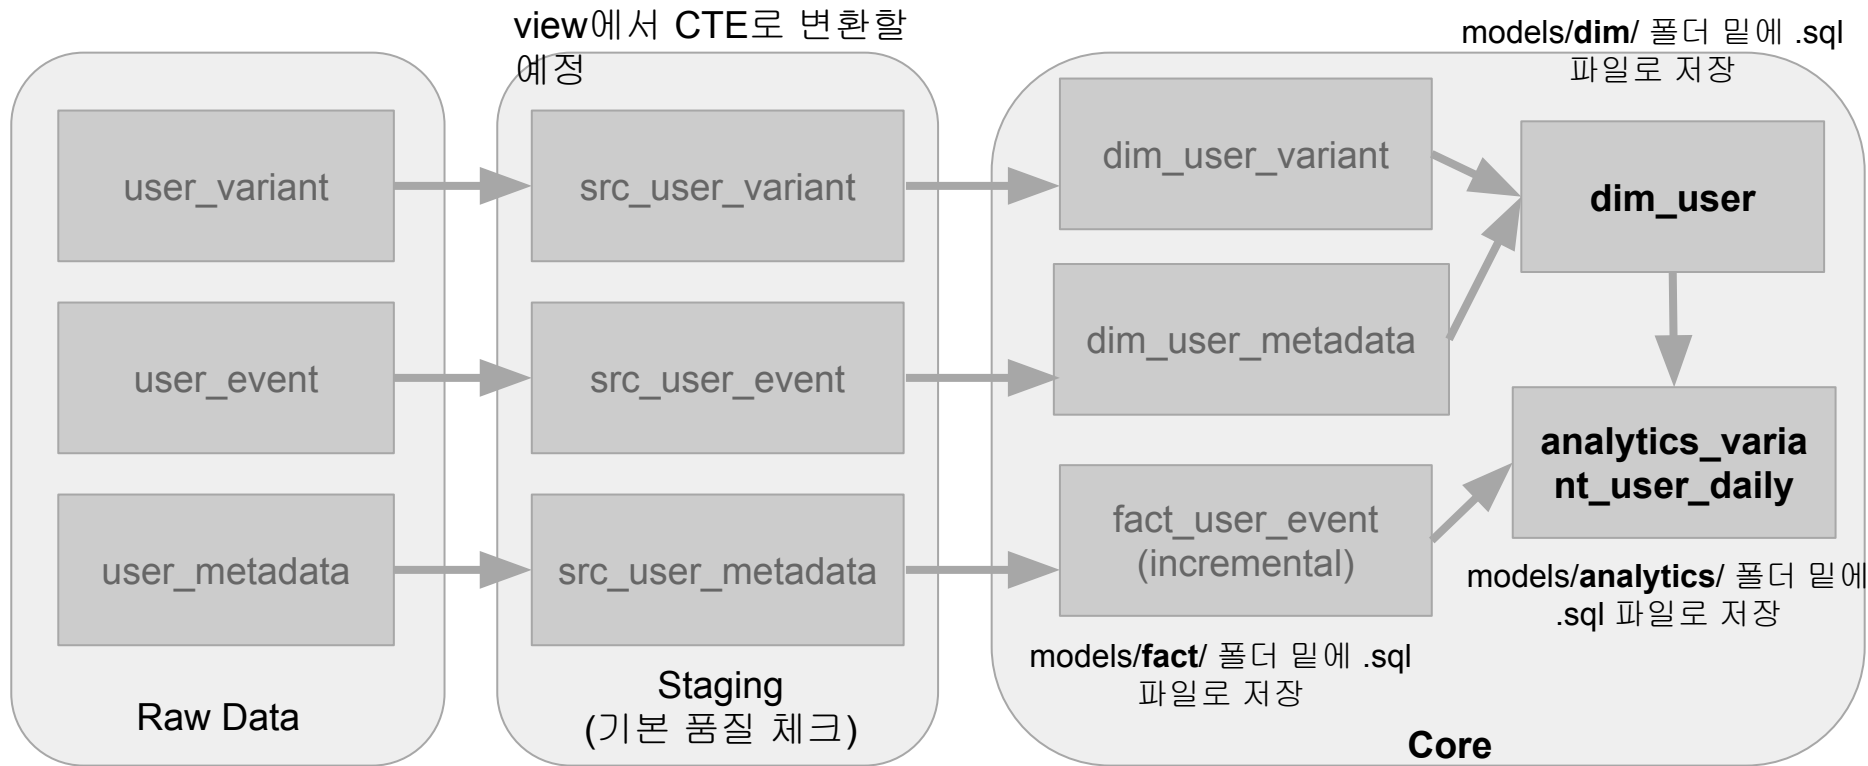 view에서 CTE로 변환할
예정
models/dim/ 폴더 밑에 .sql
파일로 저장
user_variant
src_user_variant
dim_user_variant
dim_user
user_event
src_user_event
dim_user_metadata
analytics_varia
nt_user_daily
user_metadata
src_user_metadata
fact_user_event
(incremental)
models/analytics/ 폴더 밑에
.sql 파일로 저장
models/fact/ 폴더 밑에 .sql
파일로 저장
Raw Data
Staging
(기본 품질 체크)
Core